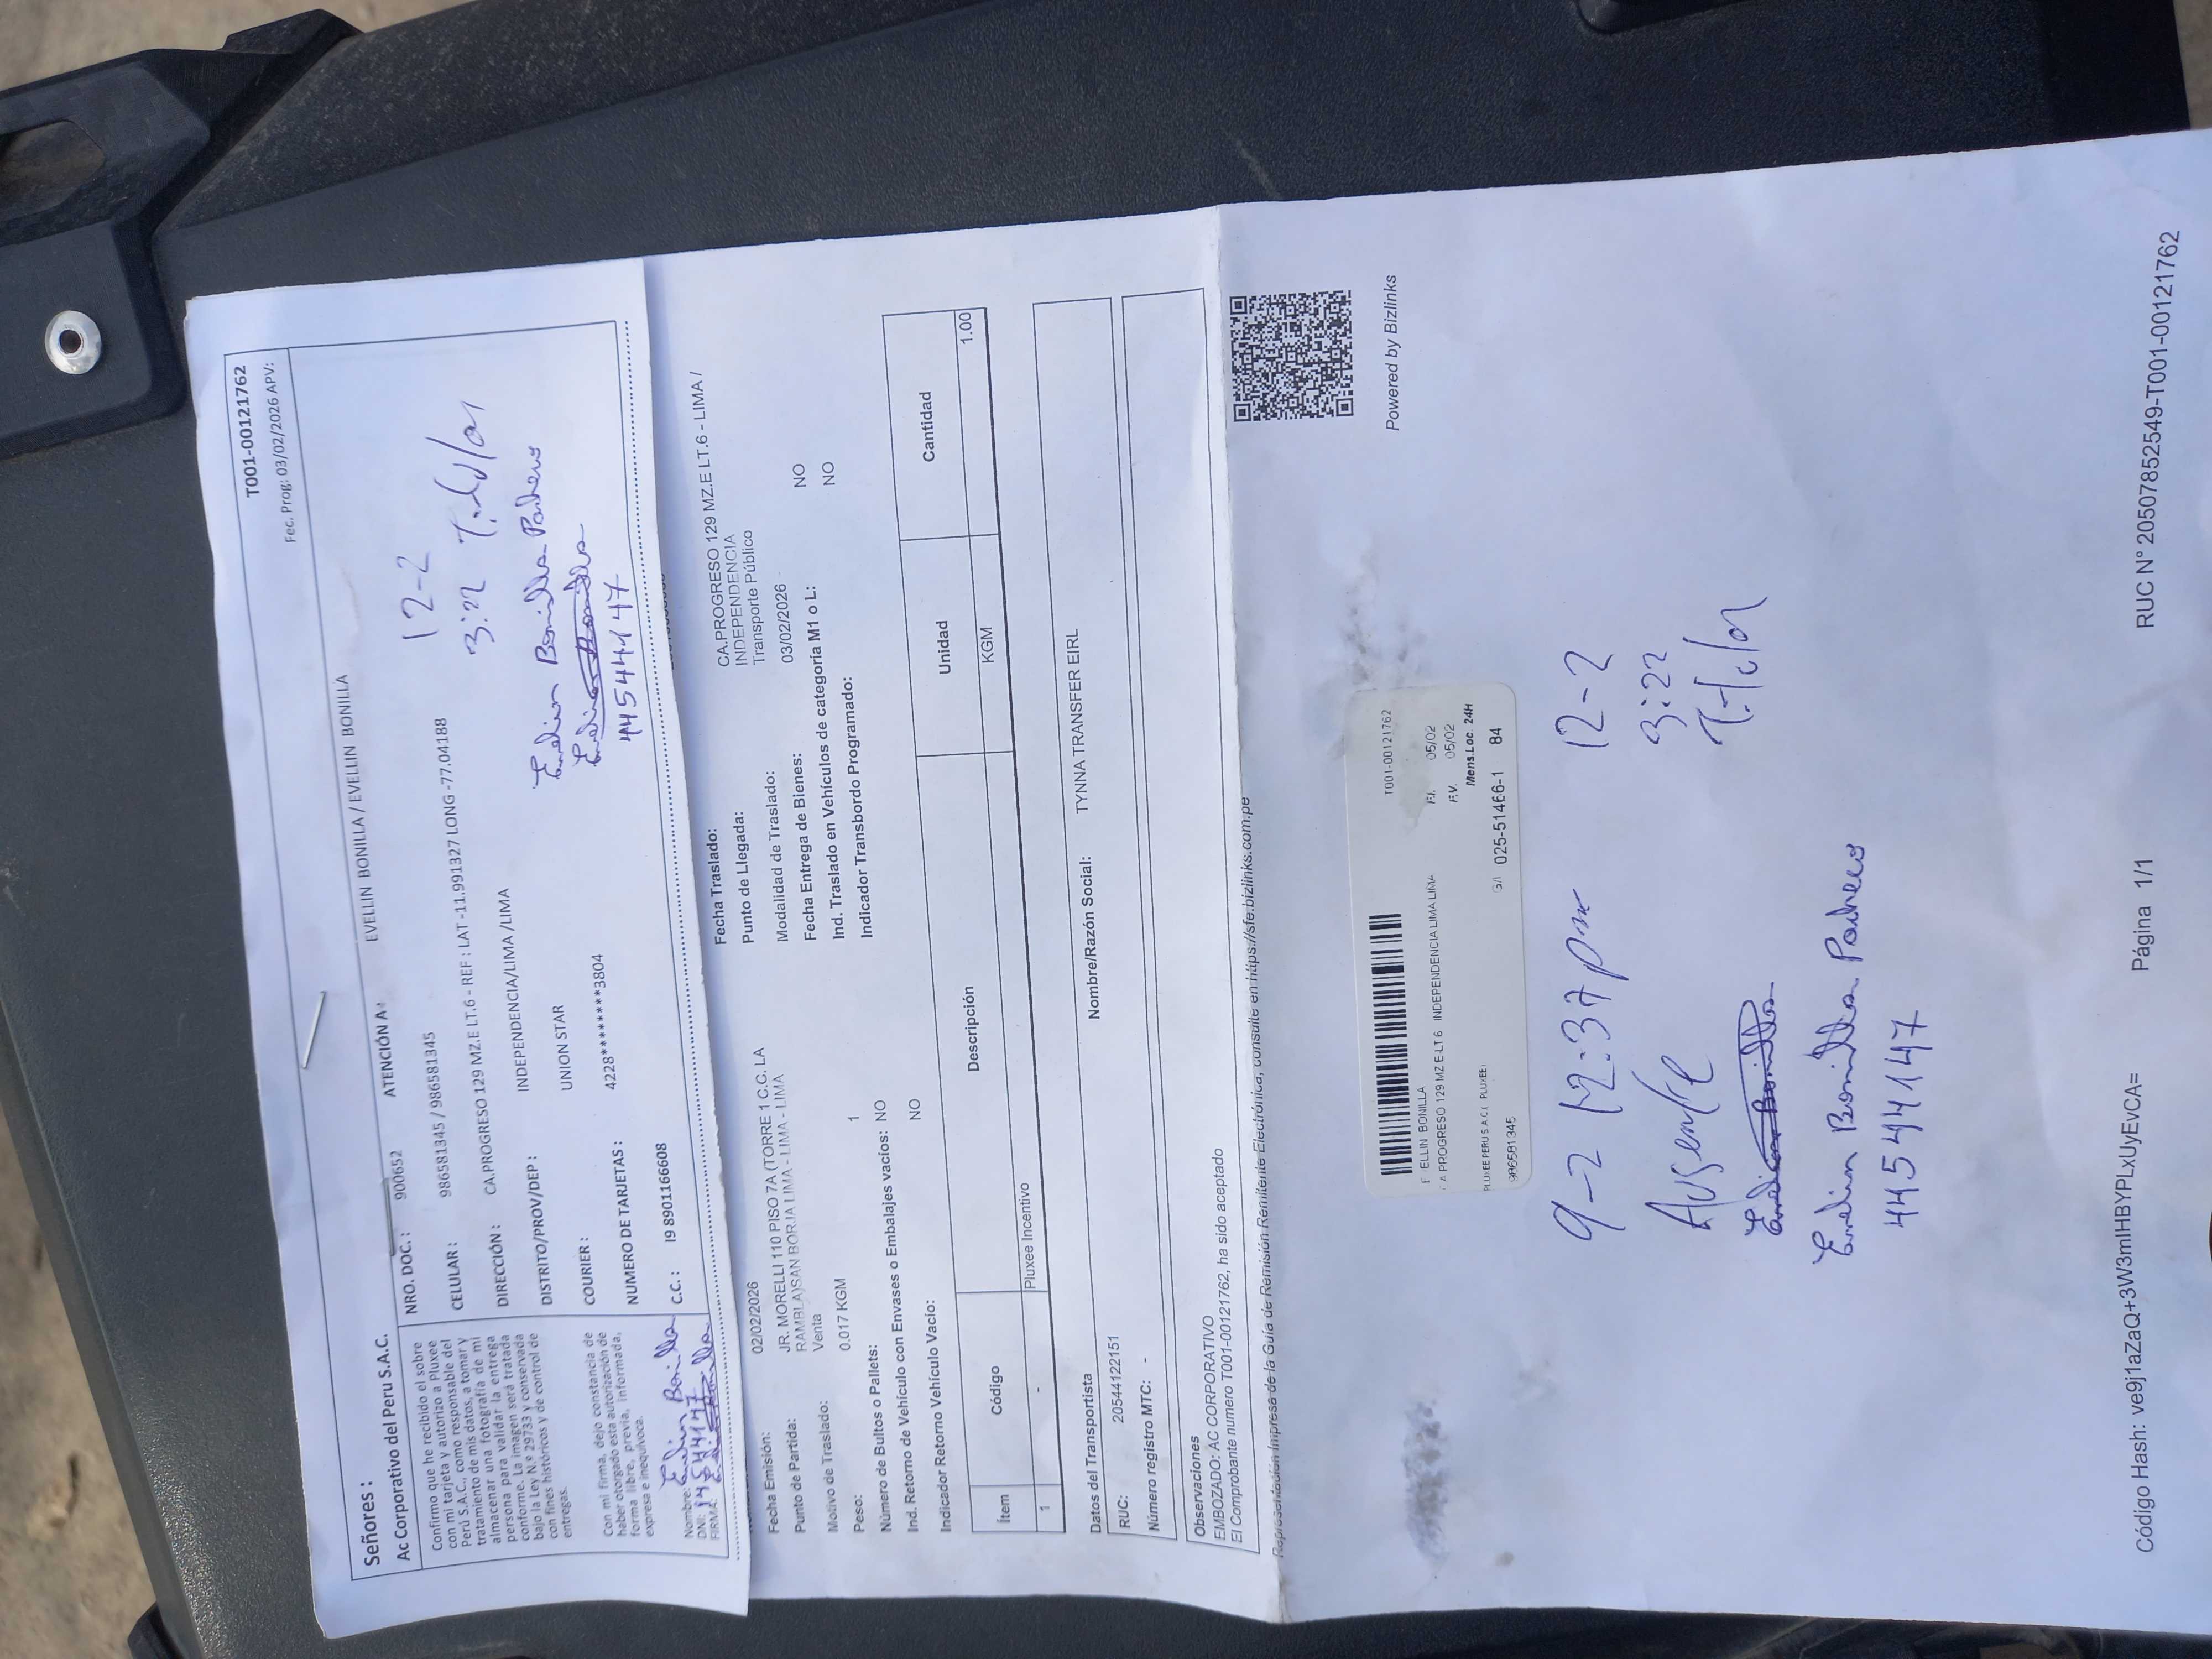 T001-00121762
Fec. Prog: 03/02/2026 APV:
Señores :
Ac Corporativo del Peru S.A.C.
Confirmo que he recibido el sobre
con mi tarjeta y autorizo a Pluxee
Perú S.A.C., como responsable del
tratamiento de mis datos, a tomar y
almacenar una fotografía de mi
persona para validar la entrega
conforme. La imagen será tratada
bajo la Ley N.º 29733 y conservada
con fines históricos y de control de
entregas.
Con mi firma, dejo constancia de
haber otorgado esta autorización de
forma libre, previa, informada,
expresa e inequívoca.
Nombre: Evelin Bonilla
DNI: 44544147
FIRMA:
NRO. DOC. : 900652 ATENCIÓN A EVELLIN BONILLA / EVELLIN BONILLA
CELULAR : 986581345 / 986581345
DIRECCIÓN : CA.PROGRESO 129 MZ.E LT.6 - REF : LAT -11.991327 LONG -77.04188
DISTRITO/PROV/DEP : INDEPENDENCIA/LIMA /LIMA
COURIER : UNION STAR
NUMERO DE TARJETAS : 4228********3804
C.C.: 19 890116608
12-2
3:22 Titular
Evelin Bonilla Pacheco
44544147
Fecha Emisión: 02/02/2026
Punto de Partida: JR. MORELLI 110 PISO 7A (TORRE 1 C.C. LA
RAMBLA)SAN BORJA LIMA - LIMA - LIMA
Motivo de Traslado: Venta
Peso: 0.017 KGM
Número de Bultos o Pallets: 1
Ind. Retorno de Vehículo con Envases o Embalajes vacíos: NO
Indicador Retorno Vehículo Vacío: NO
Fecha Traslado:
Punto de Llegada: CA.PROGRESO 129 MZ.E LT.6 - LIMA /
INDEPENDENCIA
Modalidad de Traslado: Transporte Público
Fecha Entrega de Bienes: 03/02/2026
Ind. Traslado en Vehículos de categoría M1 o L: NO
Indicador Transbordo Programado: NO
Ítem Código Descripción Unidad Cantidad
1 - Pluxee Incentivo KGM 1.00
Datos del Transportista
RUC: 20544122151 Nombre/Razón Social: TYNNA TRANSFER EIRL
Número registro MTC: -
Observaciones
EMBOZADO: AC CORPORATIVO
El Comprobante numero T001-00121762, ha sido aceptado
Representación Impresa de la Guía de Remisión Remitente Electrónica, consulte en https://sfe.bizlinks.com.pe
Powered by Bizlinks
T001-00121762
ELLIN BONILLA
A PROGRESO 129 MZ E LT 6 INDEPENDENCIA LIMA LIMA
F.I. 05/02
F.V. 05/02
Mens.Loc 24H
PLUXEE PERU S.A.C.I. PLUXEE:
986581345
025-51466-1 84
9-2 12:37pm
Ausente
12-2
3:22
Titular
Evelin Bonilla Pacheco
44544147
Código Hash: ve9j1aZaQ+3W3mIHBYPLxUyEvCA= Página 1/1 RUC N° 20507852549-T001-00121762